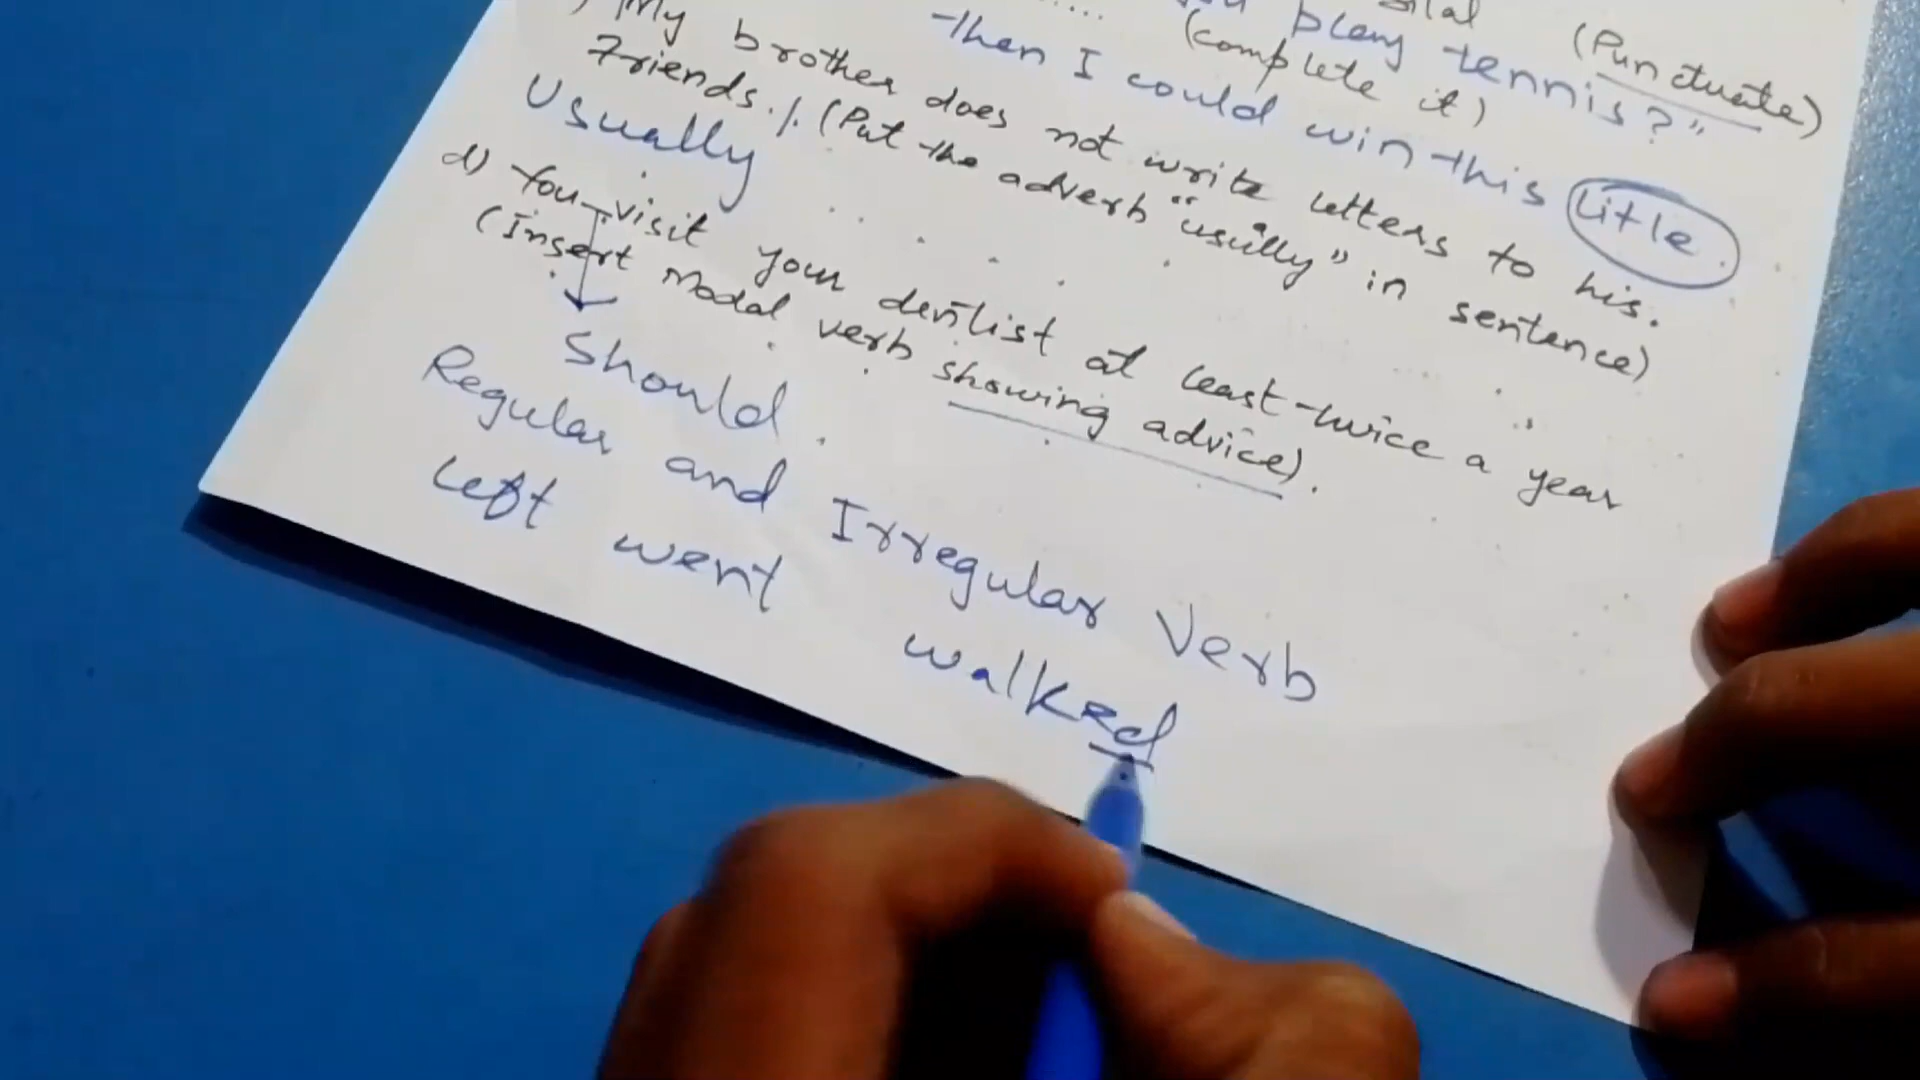 (Punctuate)
play tennis?"
(complete it)
then I could win this title.
My brother does not write letters to his.
Friends./. (Put the adverb "usully" in sentence)
Usually
d) You visit your dentist at least twice a year
(Insert Modal verb showing advice).
Should.
Regular and Irregular Verb
Left went walked